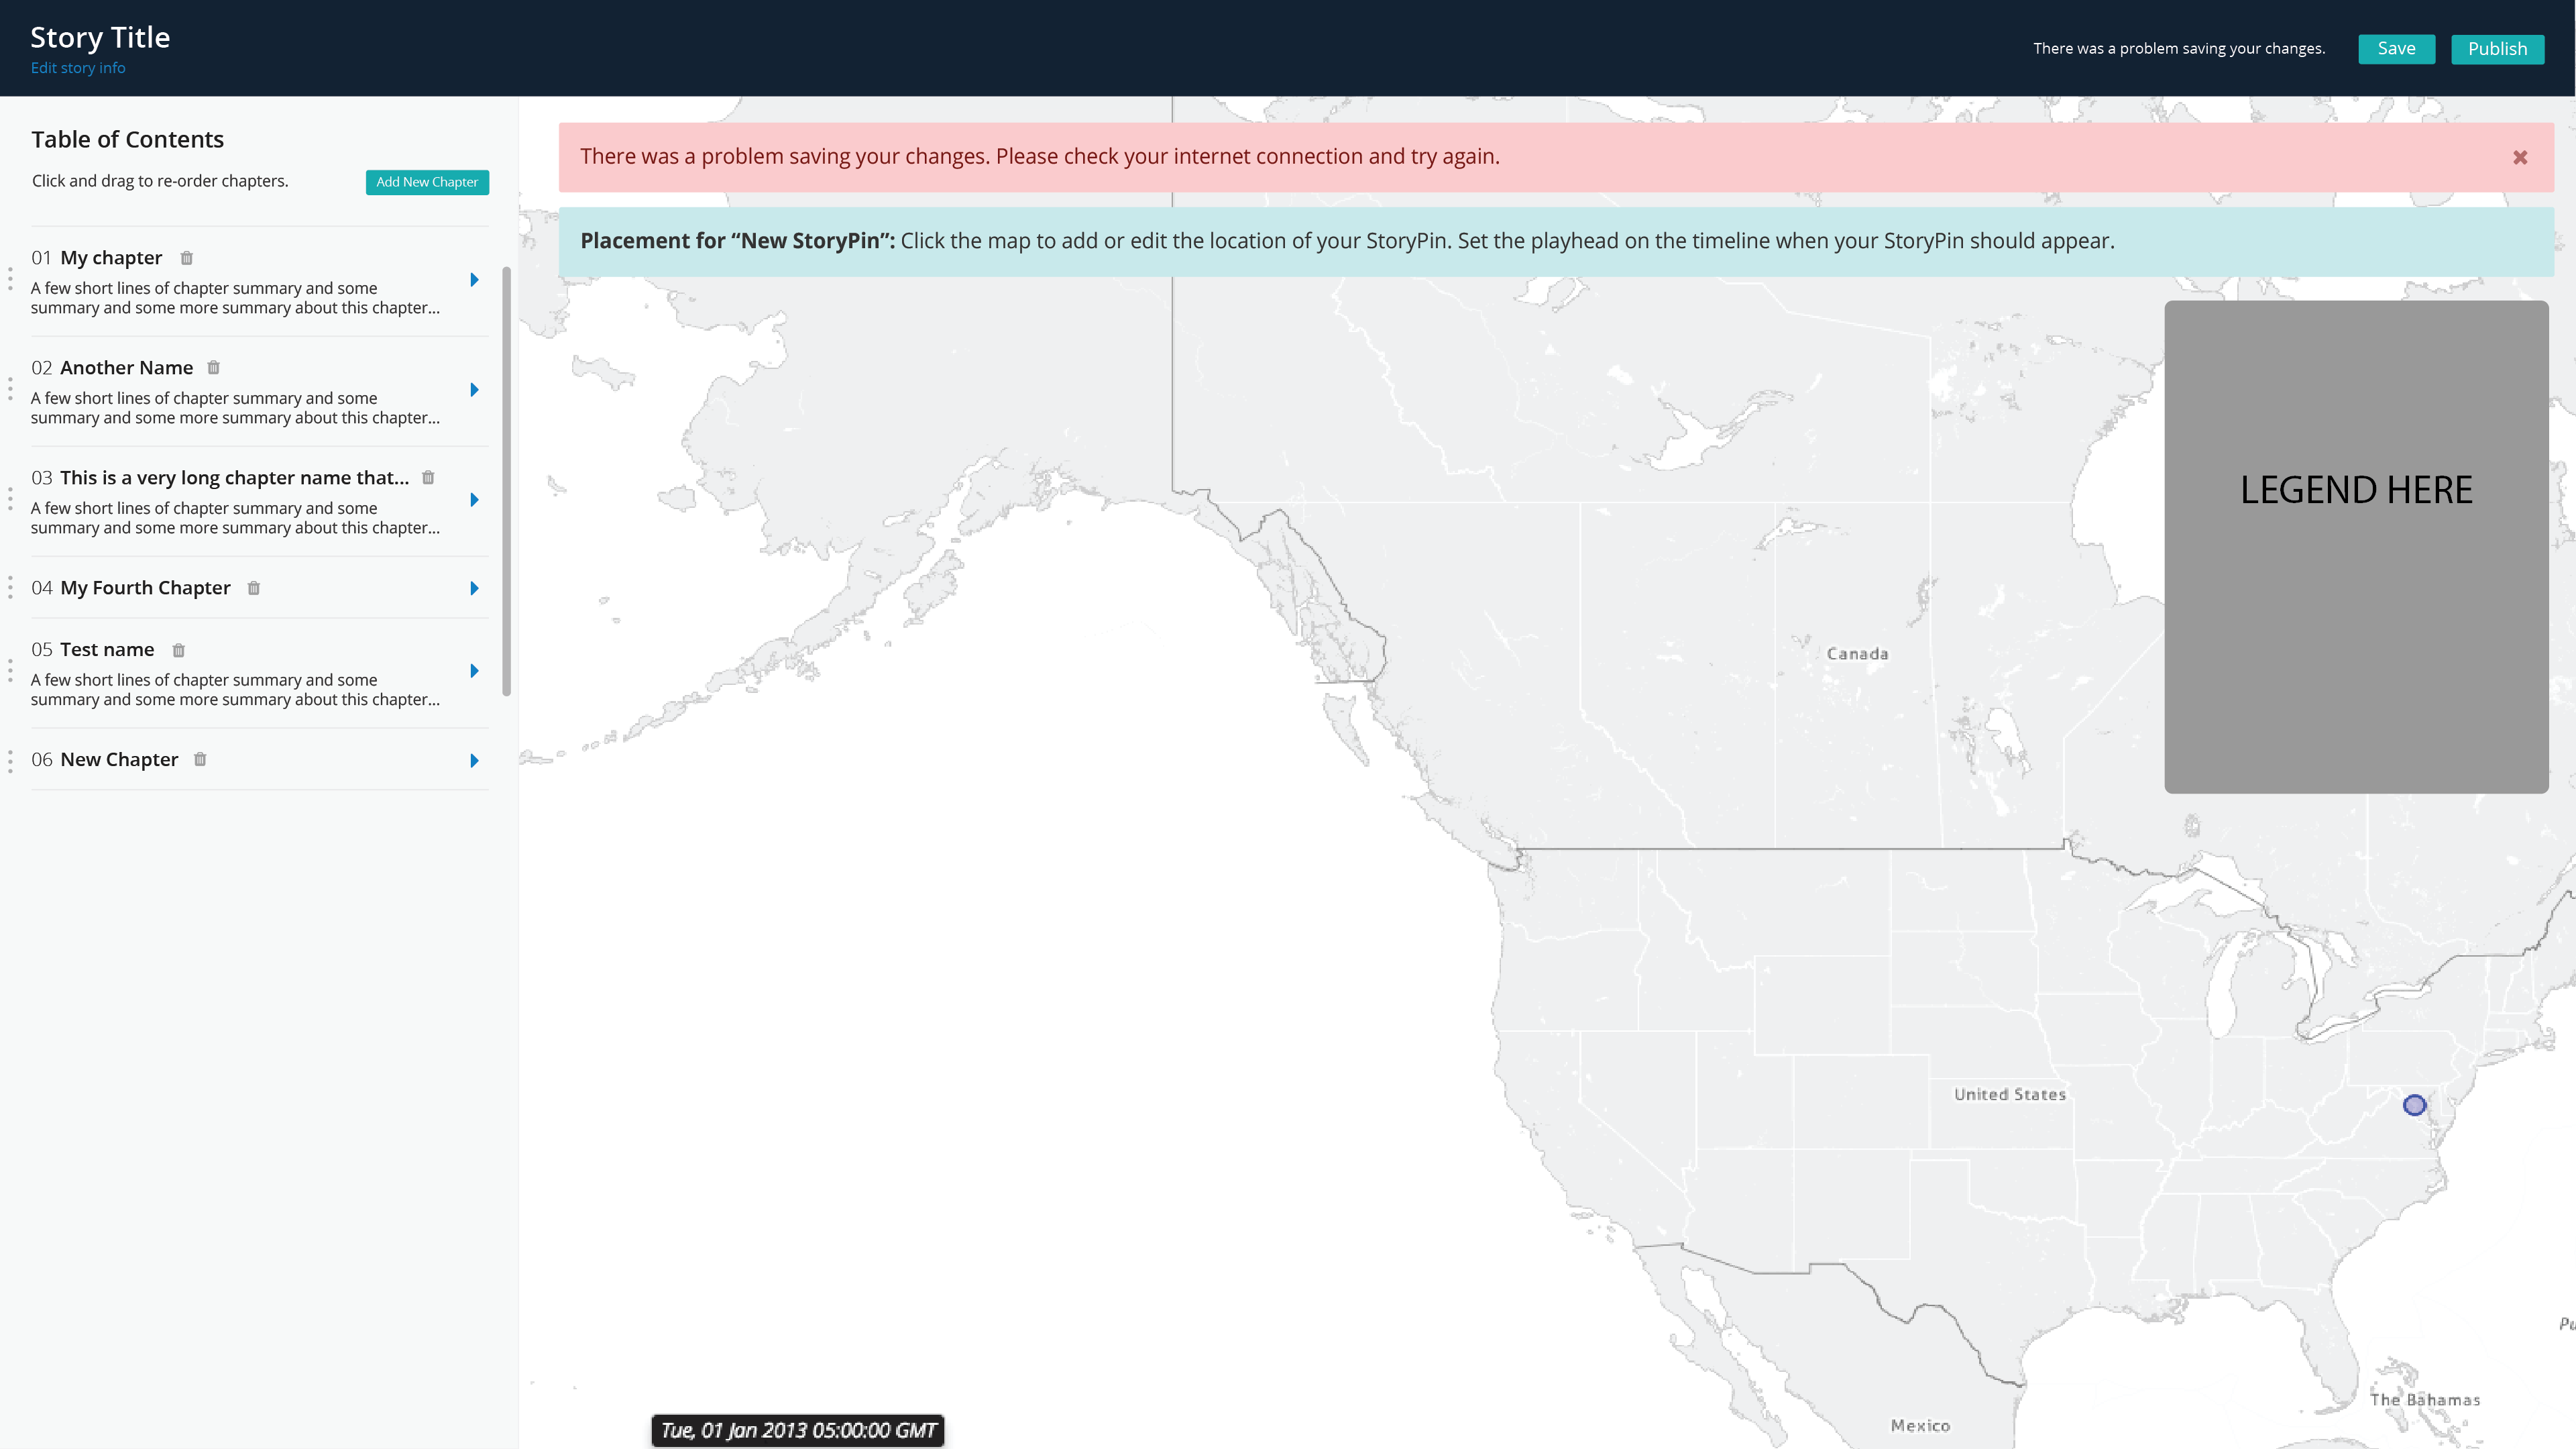 Story Title
Edit story info
There was a problem saving your changes.
Save
Publish
Table of Contents
Click and drag to re-order chapters.
Add New Chapter
01 My chapter
A few short lines of chapter summary and some
summary and some more summary about this chapter...
02 Another Name
A few short lines of chapter summary and some
summary and some more summary about this chapter...
03 This is a very long chapter name that...
A few short lines of chapter summary and some
summary and some more summary about this chapter...
04 My Fourth Chapter
05 Test name
A few short lines of chapter summary and some
summary and some more summary about this chapter...
06 New Chapter
There was a problem saving your changes. Please check your internet connection and try again.
Placement for “New StoryPin”: Click the map to add or edit the location of your StoryPin. Set the playhead on the timeline when your StoryPin should appear.
LEGEND HERE
Canada
United States
The Bahamas
Mexico
Tue, 01 Jan 2013 05:00:00 GMT